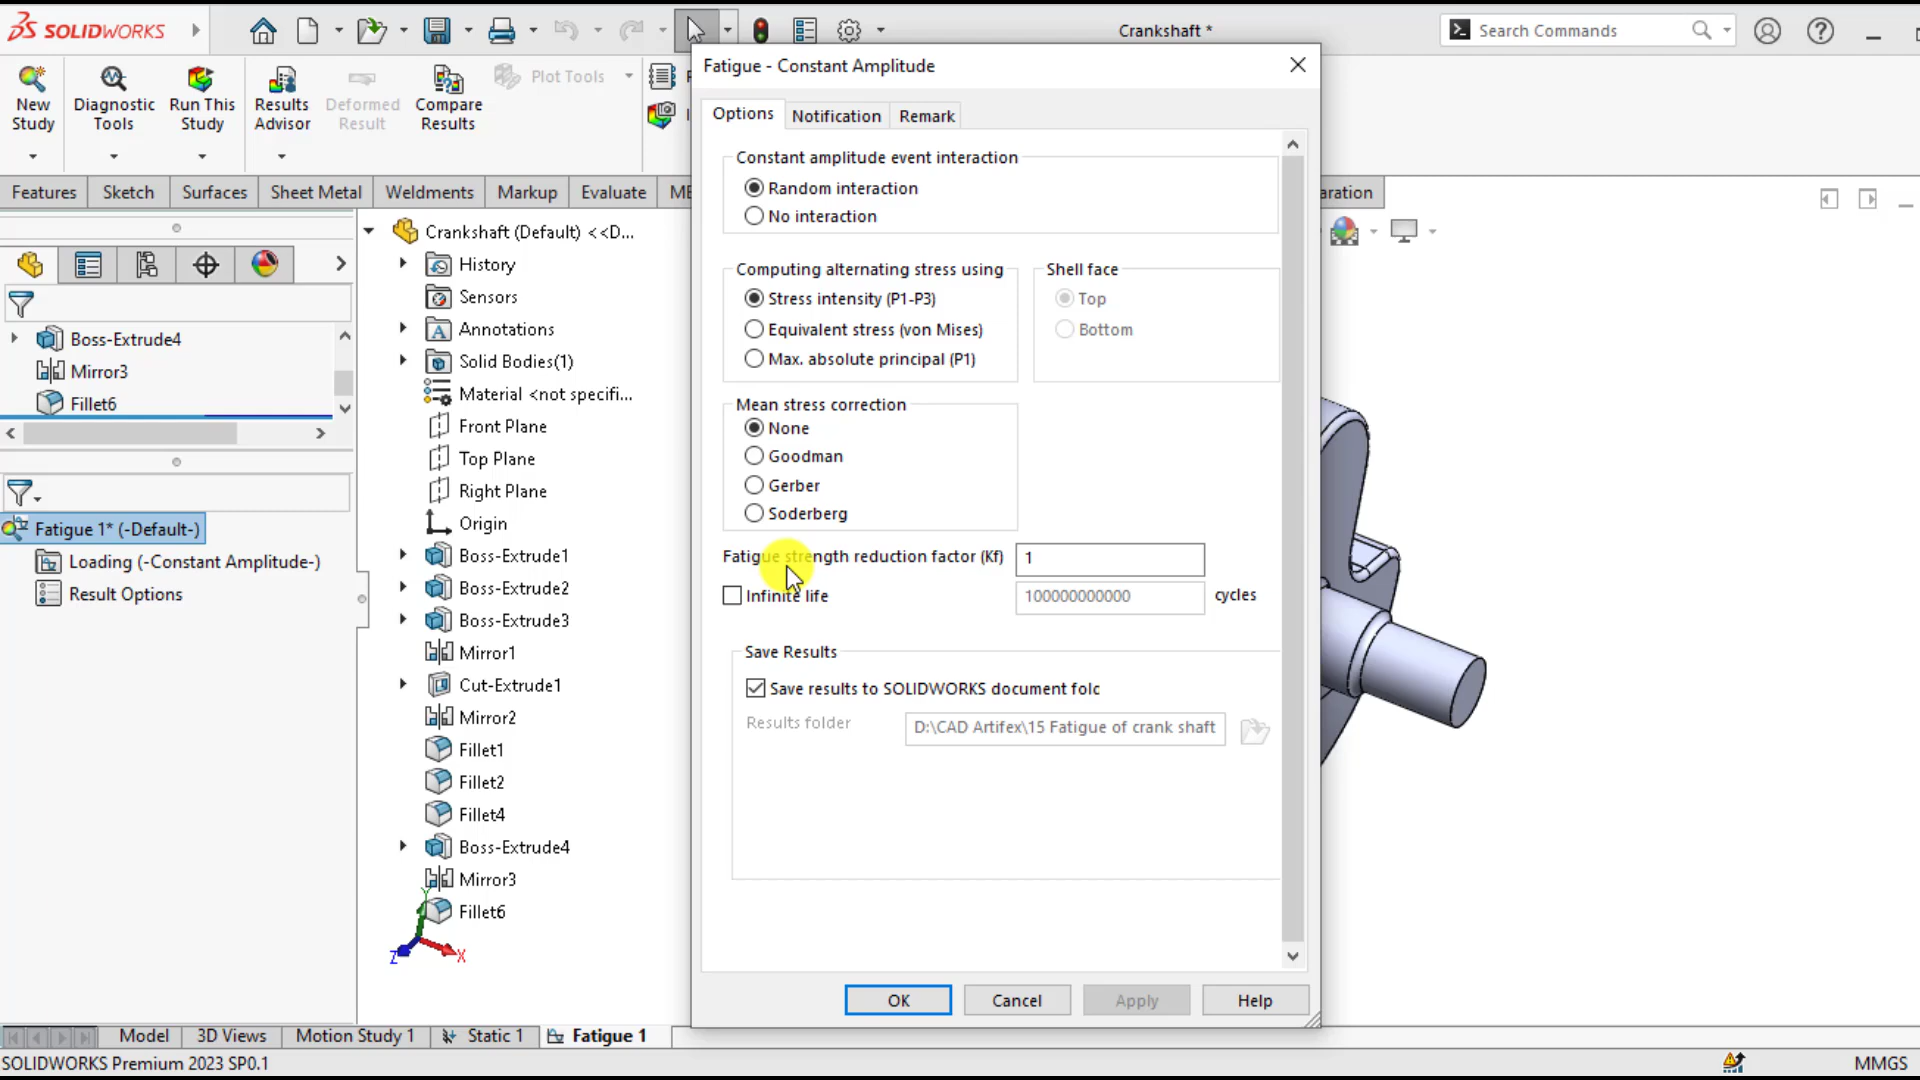 SOLIDWORKS
Crankshaft *
Search Commands
New
Study
Diagnostic
Tools
Run This
Study
Results
Advisor
Deformed
Result
Compare
Results
Plot Tools
Features
Sketch
Surfaces
Sheet Metal
Weldments
Markup
Evaluate
Boss-Extrude4
Mirror3
Fillet6
Fatigue 1* (-Default-)
Loading (-Constant Amplitude-)
Result Options
Crankshaft (Default) <<D...
History
Sensors
Annotations
Solid Bodies(1)
Material <not specifi...
Front Plane
Top Plane
Right Plane
Origin
Boss-Extrude1
Boss-Extrude2
Boss-Extrude3
Mirror1
Cut-Extrude1
Mirror2
Fillet1
Fillet2
Fillet4
Boss-Extrude4
Mirror3
Fillet6
Y
Z
X
Fatigue - Constant Amplitude
Options
Notification
Remark
Constant amplitude event interaction
Random interaction
No interaction
Computing alternating stress using
Stress intensity (P1-P3)
Equivalent stress (von Mises)
Max. absolute principal (P1)
Shell face
Top
Bottom
Mean stress correction
None
Goodman
Gerber
Soderberg
Fatigue strength reduction factor (Kf)
1
Infinite life
100000000000
cycles
Save Results
Save results to SOLIDWORKS document folc
Results folder
D:\CAD Artifex\15 Fatigue of crank shaft
OK
Cancel
Apply
Help
aration
Model
3D Views
Motion Study 1
Static 1
Fatigue 1
SOLIDWORKS Premium 2023 SP0.1
MMGS